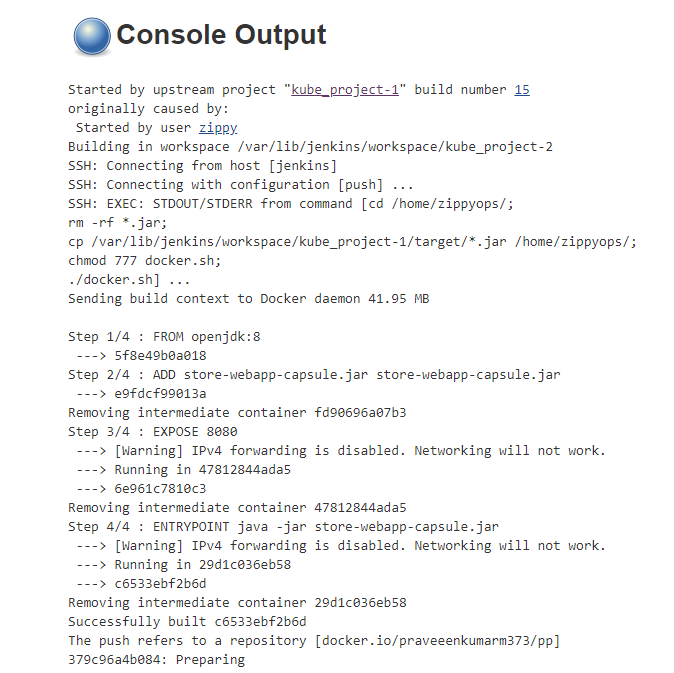 Console Output
Started by upstream project "kube_project-1" build number 15
originally caused by:
Started by user zippy
Building in workspace /var/lib/jenkins/workspace/kube_project-2
SSH: Connecting from host [jenkins]
SSH: Connecting with configuration [push] ...
SSH: EXEC: STDOUT/STDERR from command [cd /home/zippyops/;
rm -rf *.jar;
cp /var/lib/jenkins/workspace/kube_project-1/target/*.jar /home/zippyops/;
chmod 777 docker.sh;
./docker.sh] ...
Sending build context to Docker daemon 41.95 MB
Step 1/4 : FROM openjdk:8
---> 5f8e49b0a018
Step 2/4 : ADD store-webapp-capsule.jar store-webapp-capsule.jar
---> e9fdcf99013a
Removing intermediate container fd90696a07b3
Step 3/4 : EXPOSE 8080
---> [Warning] IPv4 forwarding is disabled. Networking will not work.
---> Running in 47812844ada5
---> 6e961c7810c3
Removing intermediate container 47812844ada5
Step 4/4 : ENTRYPOINT java -jar store-webapp-capsule.jar
---> [Warning] IPv4 forwarding is disabled. Networking will not work.
---> Running in 29d1c036eb58
---> c6533ebf2b6d
Removing intermediate container 29d1c036eb58
Successfully built c6533ebf2b6d
The push refers to a repository [docker.io/praveeenkumarm373/pp]
379c96a4b084: Preparing